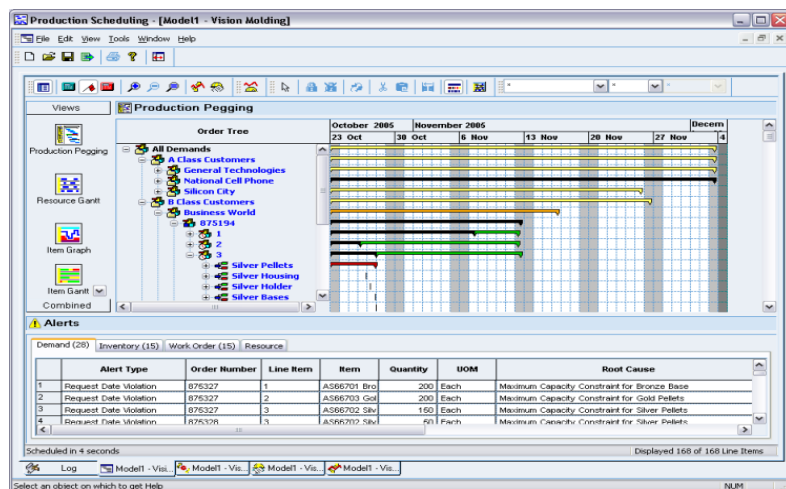 Production Scheduling - [Model1 - Vision Molding]
File Edit View Tools Window Help
Views
Production Pegging
Order Tree
October 2005 November 2005 Decem
23 Oct 30 Oct 6 Nov 13 Nov 20 Nov 27 Nov 4
Production Pegging
Resource Gantt
Item Graph
Item Gantt
Combined
All Demands
A Class Customers
General Technologies
National Cell Phone
Silicon City
B Class Customers
Business World
875194
1
2
3
Silver Pellets
Silver Housing
Silver Holder
Silver Bases
Alerts
Demand (28) Inventory (15) Work Order (15) Resource
Alert Type Order Number Line Item Item Quantity UOM Root Cause
1 Request Date Violation 875327 1 AS66701 Bro 200 Each Maximum Capacity Constraint for Bronze Base
2 Request Date Violation 875327 2 AS66703 Gol 200 Each Maximum Capacity Constraint for Gold Pellets
3 Request Date Violation 875327 3 AS66702 Silv 150 Each Maximum Capacity Constraint for Silver Pellets
4 Request Date Violation 875328 3 AS66702 Silv 50 Each Maximum Capacity Constraint for Silver Pellets
Scheduled in 4 seconds Displayed 168 of 168 Line Items
Log Model1 - Visi... Model1 - Vis... Model1 - Vis... Model1 - Vis...
Select an object on which to get Help NUM